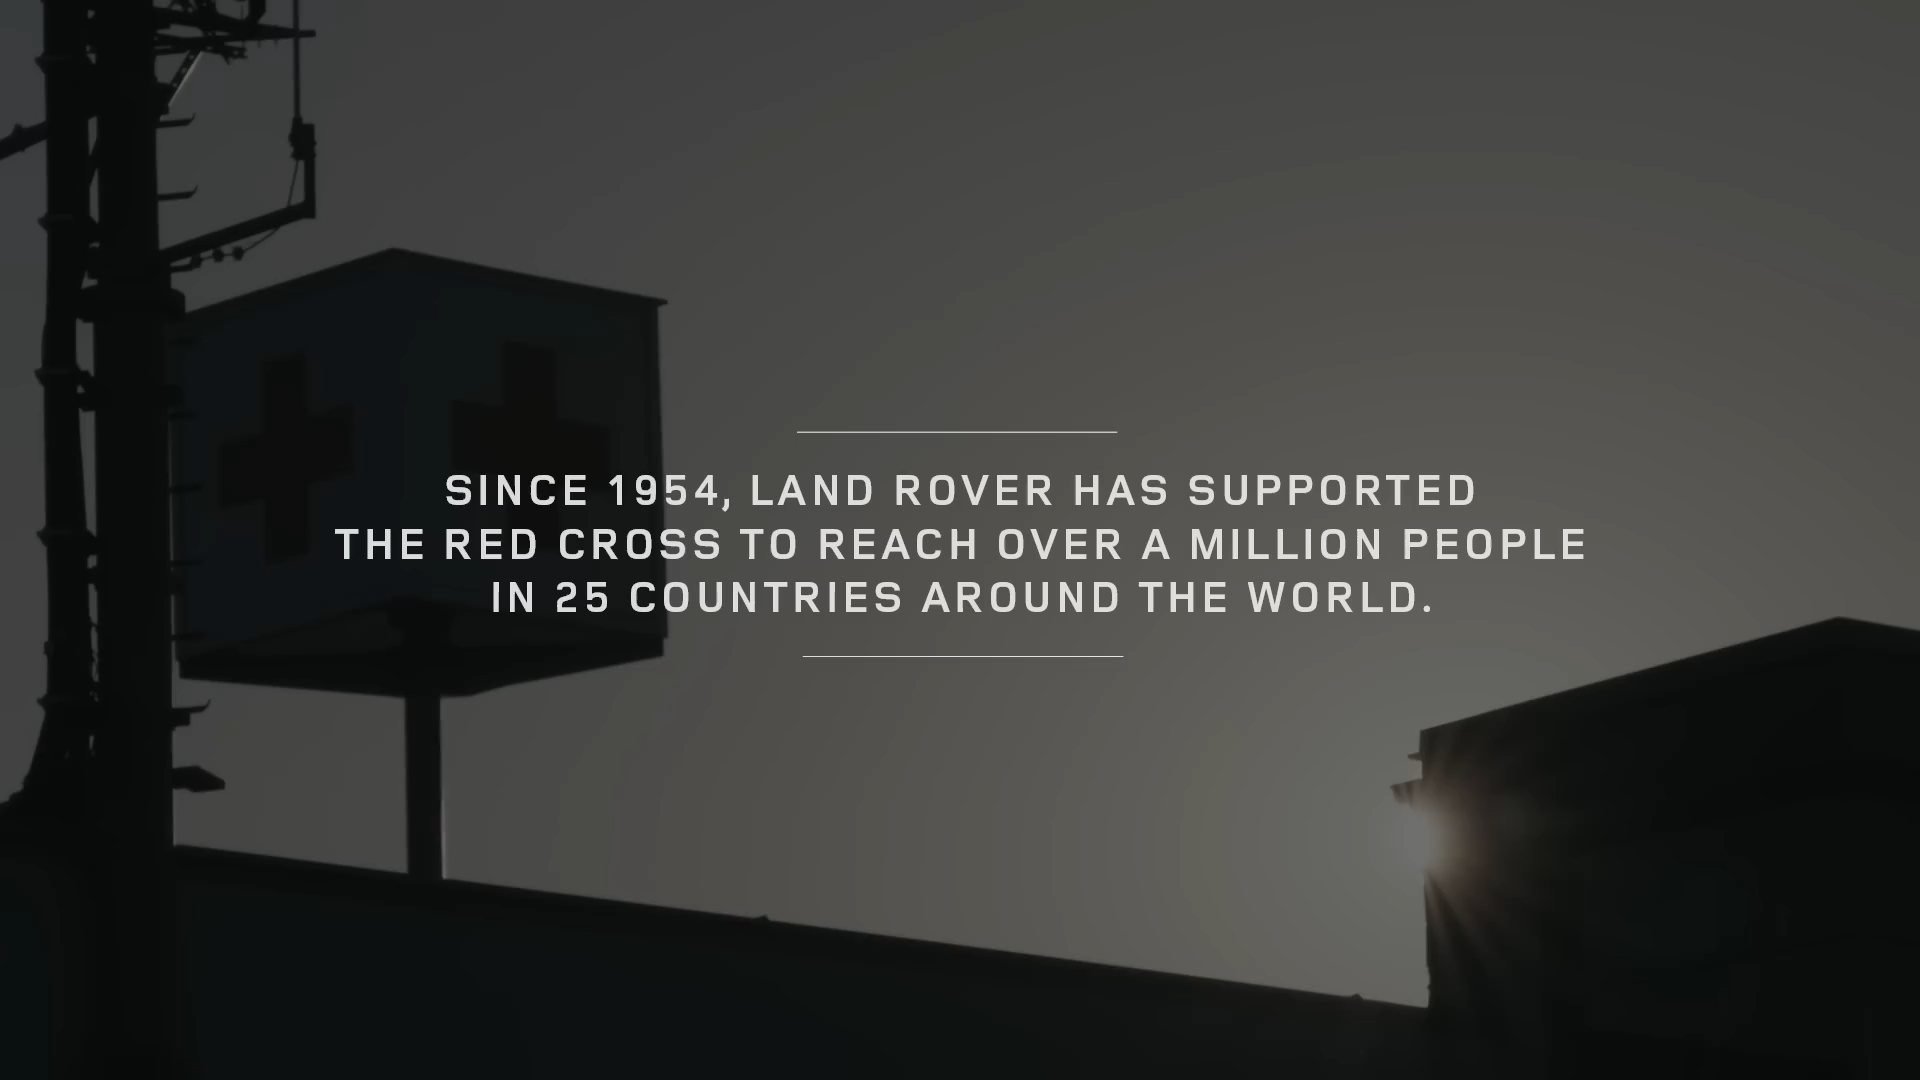 SINCE 1954, LAND ROVER HAS SUPPORTED
THE RED CROSS TO REACH OVER A MILLION PEOPLE
IN 25 COUNTRIES AROUND THE WORLD.